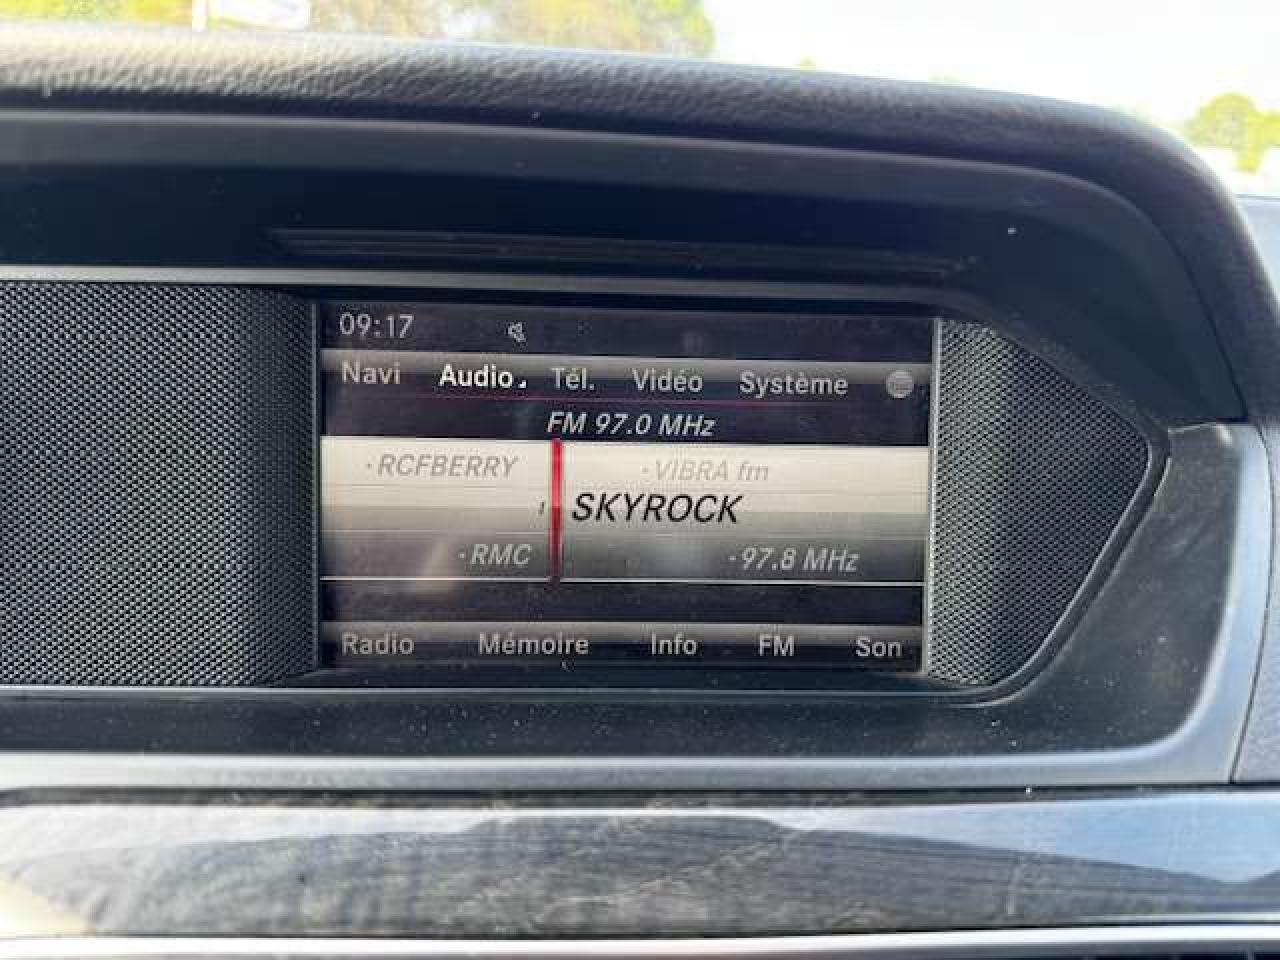 09:17
Navi Audio Tél. Vidéo Système
FM 97.0 MHz
·RCFBERRY ·VIBRA fm
SKYROCK
·RMC ·97.8 MHz
Radio Mémoire Info FM Son